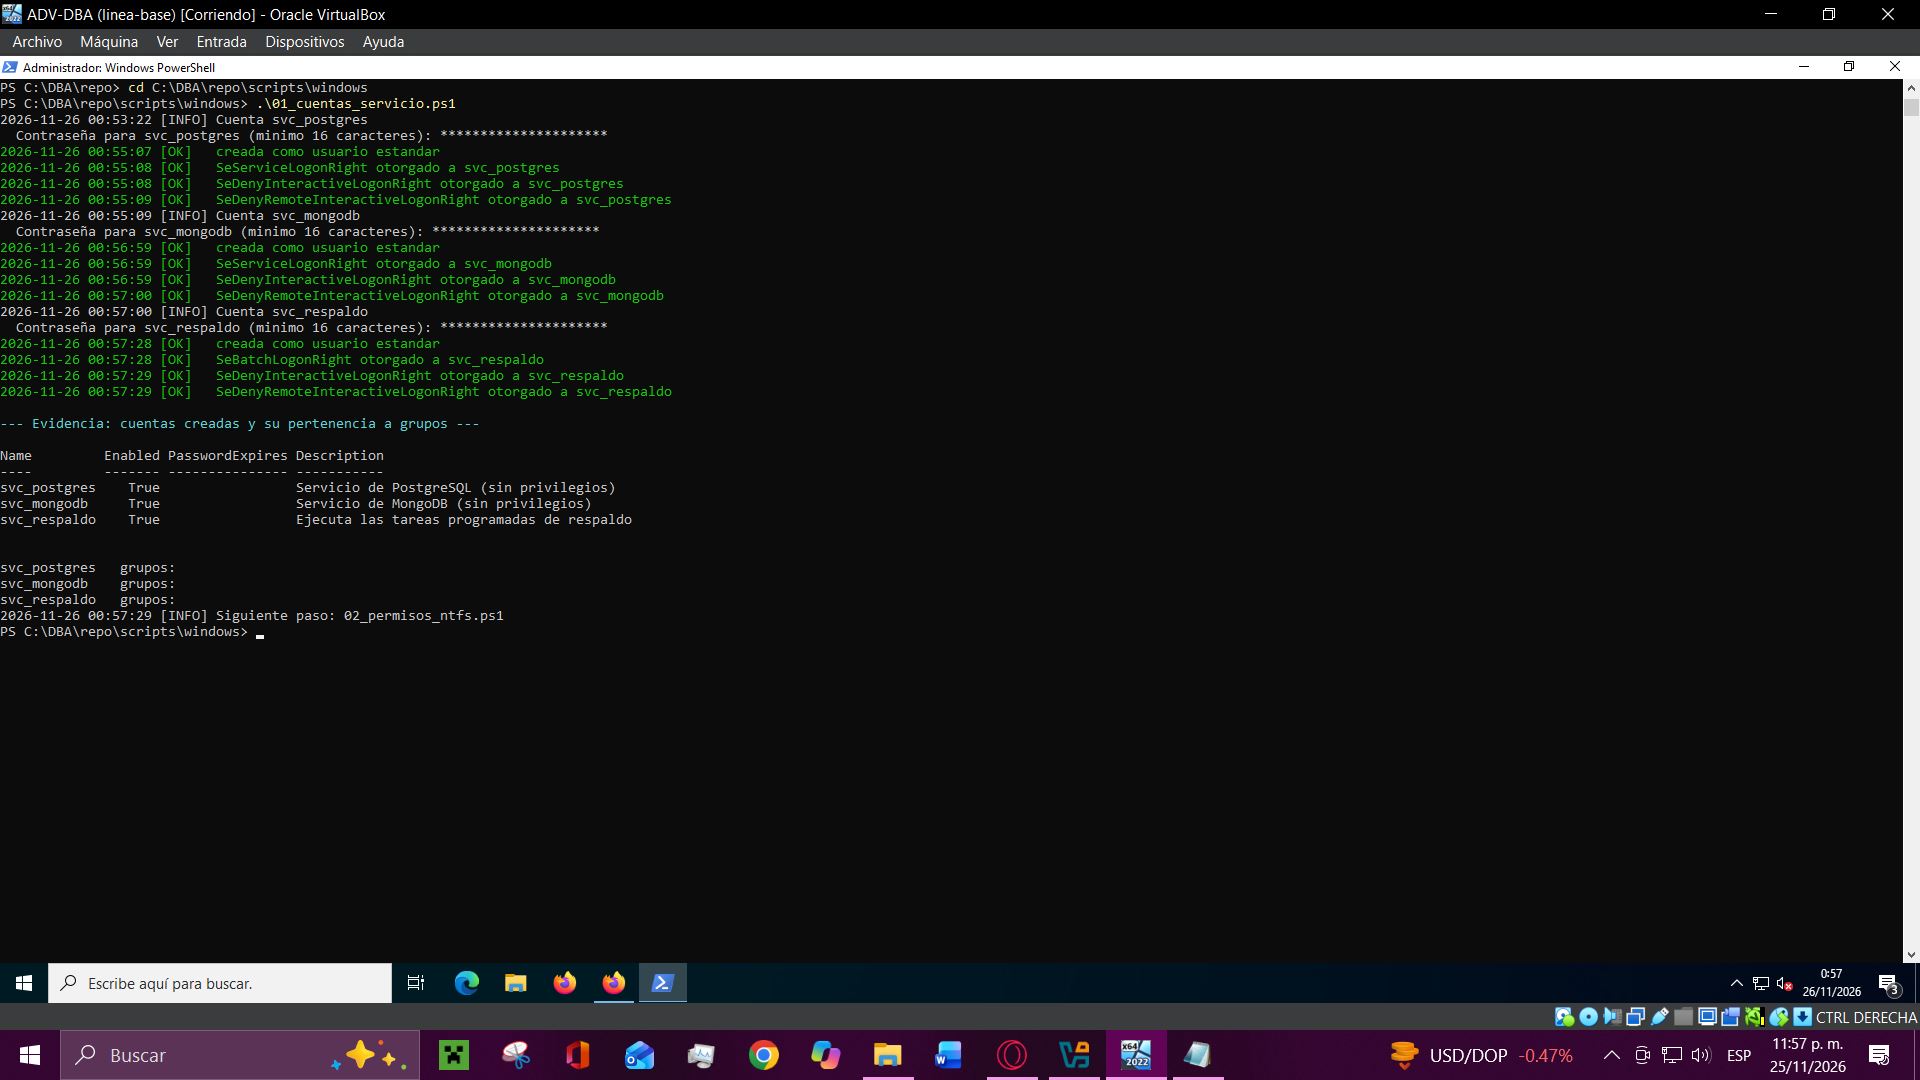 ADV-DBA (linea-base) [Corriendo] - Oracle VirtualBox
Archivo Máquina Ver Entrada Dispositivos Ayuda
Administrador: Windows PowerShell
PS C:\DBA\repo> cd C:\DBA\repo\scripts\windows
PS C:\DBA\repo\scripts\windows> .\01_cuentas_servicio.ps1
2026-11-26 00:53:22 [INFO] Cuenta svc_postgres
  Contraseña para svc_postgres (minimo 16 caracteres): *********************
2026-11-26 00:55:07 [OK]   creada como usuario estandar
2026-11-26 00:55:08 [OK]   SeServiceLogonRight otorgado a svc_postgres
2026-11-26 00:55:08 [OK]   SeDenyInteractiveLogonRight otorgado a svc_postgres
2026-11-26 00:55:09 [OK]   SeDenyRemoteInteractiveLogonRight otorgado a svc_postgres
2026-11-26 00:55:09 [INFO] Cuenta svc_mongodb
  Contraseña para svc_mongodb (minimo 16 caracteres): *********************
2026-11-26 00:56:59 [OK]   creada como usuario estandar
2026-11-26 00:56:59 [OK]   SeServiceLogonRight otorgado a svc_mongodb
2026-11-26 00:56:59 [OK]   SeDenyInteractiveLogonRight otorgado a svc_mongodb
2026-11-26 00:57:00 [OK]   SeDenyRemoteInteractiveLogonRight otorgado a svc_mongodb
2026-11-26 00:57:00 [INFO] Cuenta svc_respaldo
  Contraseña para svc_respaldo (minimo 16 caracteres): *********************
2026-11-26 00:57:28 [OK]   creada como usuario estandar
2026-11-26 00:57:28 [OK]   SeBatchLogonRight otorgado a svc_respaldo
2026-11-26 00:57:29 [OK]   SeDenyInteractiveLogonRight otorgado a svc_respaldo
2026-11-26 00:57:29 [OK]   SeDenyRemoteInteractiveLogonRight otorgado a svc_respaldo
--- Evidencia: cuentas creadas y su pertenencia a grupos ---
Name         Enabled PasswordExpires Description
----         ------- --------------- -----------
svc_postgres    True                 Servicio de PostgreSQL (sin privilegios)
svc_mongodb     True                 Servicio de MongoDB (sin privilegios)
svc_respaldo    True                 Ejecuta las tareas programadas de respaldo
svc_postgres   grupos:
svc_mongodb    grupos:
svc_respaldo   grupos:
2026-11-26 00:57:29 [INFO] Siguiente paso: 02_permisos_ntfs.ps1
PS C:\DBA\repo\scripts\windows>
Escribe aquí para buscar.
0:57
26/11/2026
3
CTRL DERECHA
Buscar
x64
2022
USD/DOP -0.47%
ESP
11:57 p. m.
25/11/2026